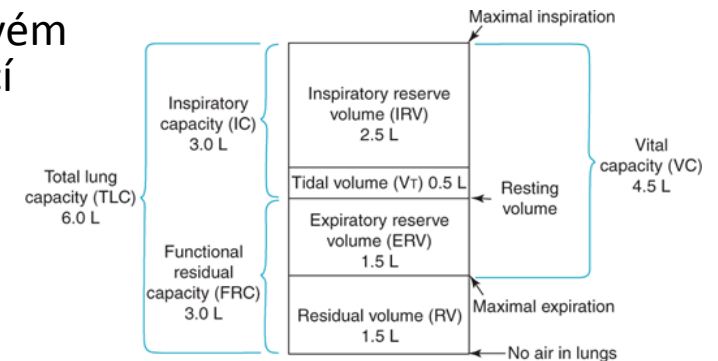 Maximal inspiration
Inspiratory
capacity (IC)
3.0 L
Inspiratory reserve
volume (IRV)
2.5 L
Vital
capacity (VC)
4.5 L
Total lung
capacity (TLC)
6.0 L
Tidal volume (VT) 0.5 L
Resting
volume
Functional
residual
capacity (FRC)
3.0 L
Expiratory reserve
volume (ERV)
1.5 L
Maximal expiration
Residual volume (RV)
1.5 L
No air in lungs